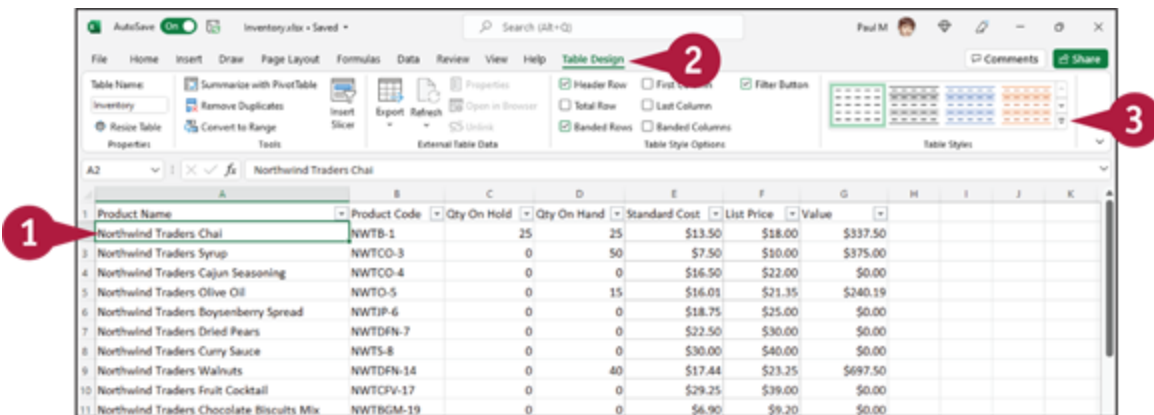 AutoSave On Inventory.xlsx • Saved Search (Alt+Q) Paul M
File Home Insert Draw Page Layout Formulas Data Review View Help Table Design 2 Comments Share
Table Name: Summarize with PivotTable Properties Header Row First Column Filter Button
Inventory Remove Duplicates Insert Slicer Export Refresh Open in Browser Total Row Last Column 3
Resize Table Convert to Range Unlink Banded Rows Banded Columns
Properties Tools External Table Data Table Style Options Table Styles
A2 fx Northwind Traders Chai
A B C D E F G H I J K
1 Product Name Product Code Qty On Hold Qty On Hand Standard Cost List Price Value
1 Northwind Traders Chai NWTB-1 25 25 $13.50 $18.00 $337.50
3 Northwind Traders Syrup NWTCO-3 0 50 $7.50 $10.00 $375.00
4 Northwind Traders Cajun Seasoning NWTCO-4 0 0 $16.50 $22.00 $0.00
5 Northwind Traders Olive Oil NWTO-5 0 15 $16.01 $21.35 $240.19
6 Northwind Traders Boysenberry Spread NWTJP-6 0 0 $18.75 $25.00 $0.00
7 Northwind Traders Dried Pears NWTDFN-7 0 0 $22.50 $30.00 $0.00
8 Northwind Traders Curry Sauce NWTS-8 0 0 $30.00 $40.00 $0.00
9 Northwind Traders Walnuts NWTDFN-14 0 40 $17.44 $23.25 $697.50
10 Northwind Traders Fruit Cocktail NWTCFV-17 0 0 $29.25 $39.00 $0.00
11 Northwind Traders Chocolate Biscuits Mix NWTBGM-19 0 0 $6.90 $9.20 $0.00